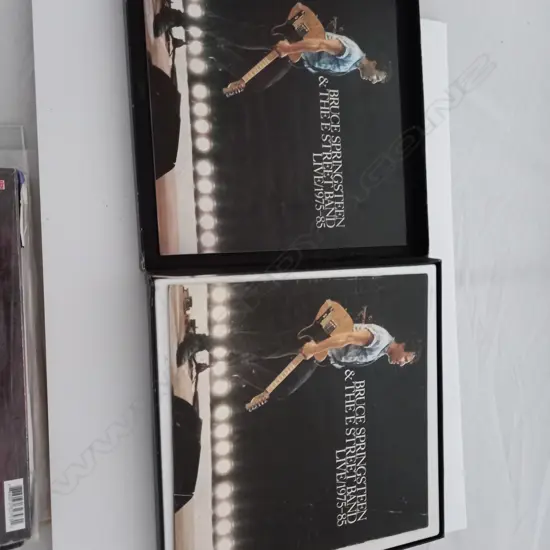 BRUCE SPRINGSTEEN
& THE E STREET BAND
LIVE/1975-85
BRUCE SPRINGSTEEN
& THE E STREET BAND
LIVE/1975-85